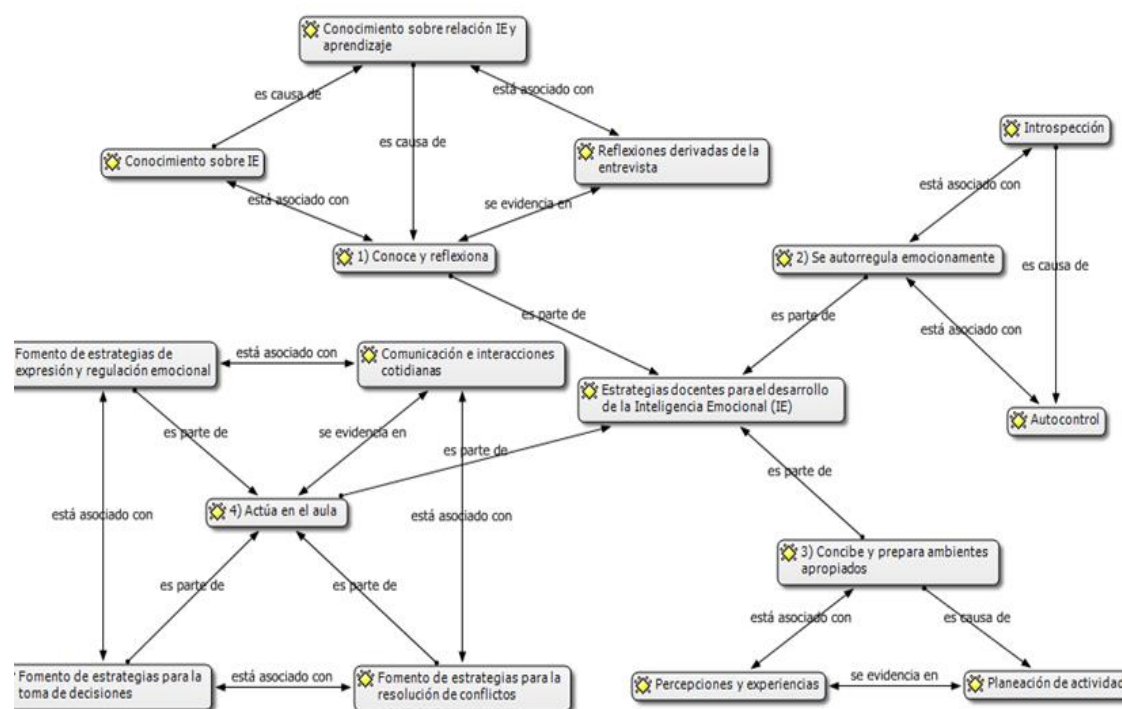 Conocimiento sobre relación IE y
aprendizaje
es causa de
está asociado con
es causa de
Conocimiento sobre IE
Reflexiones derivadas de la
entrevista
está asociado con
se evidencia en
1) Conoce y reflexiona
es parte de
Introspección
está asociado con
2) Se autorregula emocionamente
es causa de
es parte de
está asociado con
Autocontrol
Fomento de estrategias de
expresión y regulación emocional
está asociado con
Comunicación e interacciones
cotidianas
Estrategias docentes para el desarrollo
de la Inteligencia Emocional (IE)
es parte de
se evidencia en
es parte de
4) Actúa en el aula
está asociado con
está asociado con
es parte de
es parte de
es parte de
3) Concibe y prepara ambientes
apropiados
está asociado con
es causa de
Fomento de estrategias para la
toma de decisiones
está asociado con
Fomento de estrategias para la
resolución de conflictos
Percepciones y experiencias
se evidencia en
Planeación de actividad